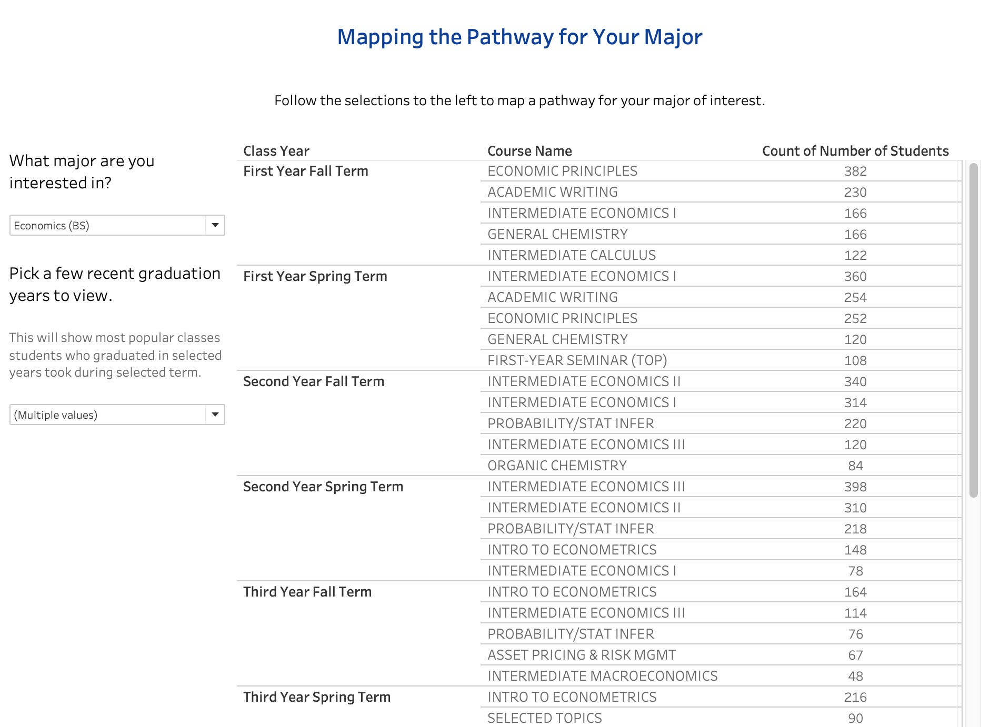 Mapping the Pathway for Your Major
Follow the selections to the left to map a pathway for your major of interest.
What major are you
interested in?
Economics (BS)
Pick a few recent graduation
years to view.
This will show most popular classes
students who graduated in selected
years took during selected term.
(Multiple values)
Class Year Course Name Count of Number of Students
First Year Fall Term ECONOMIC PRINCIPLES 382
ACADEMIC WRITING 230
INTERMEDIATE ECONOMICS I 166
GENERAL CHEMISTRY 166
INTERMEDIATE CALCULUS 122
First Year Spring Term INTERMEDIATE ECONOMICS I 360
ACADEMIC WRITING 254
ECONOMIC PRINCIPLES 252
GENERAL CHEMISTRY 120
FIRST-YEAR SEMINAR (TOP) 108
Second Year Fall Term INTERMEDIATE ECONOMICS II 340
INTERMEDIATE ECONOMICS I 314
PROBABILITY/STAT INFER 220
INTERMEDIATE ECONOMICS III 120
ORGANIC CHEMISTRY 84
Second Year Spring Term INTERMEDIATE ECONOMICS III 398
INTERMEDIATE ECONOMICS II 310
PROBABILITY/STAT INFER 218
INTRO TO ECONOMETRICS 148
INTERMEDIATE ECONOMICS I 78
Third Year Fall Term INTRO TO ECONOMETRICS 164
INTERMEDIATE ECONOMICS III 114
PROBABILITY/STAT INFER 76
ASSET PRICING & RISK MGMT 67
INTERMEDIATE MACROECONOMICS 48
Third Year Spring Term INTRO TO ECONOMETRICS 216
SELECTED TOPICS 90